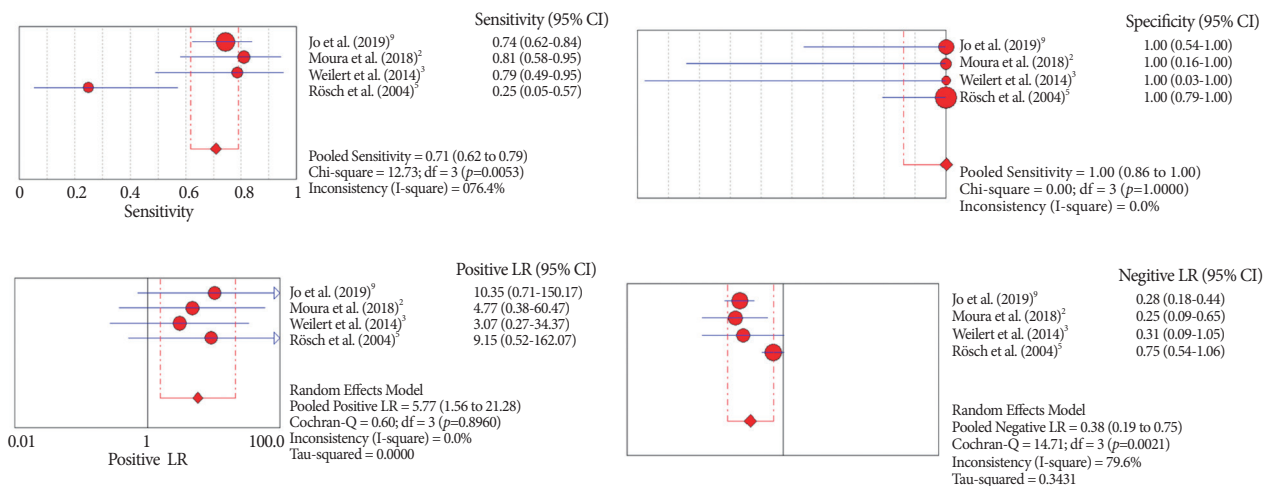 Sensitivity (95% CI)
Jo et al. (2019)⁹ 0.74 (0.62-0.84)
Moura et al. (2018)² 0.81 (0.58-0.95)
Weilert et al. (2014)³ 0.79 (0.49-0.95)
Rösch et al. (2004)⁵ 0.25 (0.05-0.57)
Pooled Sensitivity = 0.71 (0.62 to 0.79)
Chi-square = 12.73; df = 3 (p=0.0053)
Inconsistency (I-square) = 076.4%
0 0.2 0.4 0.6 0.8 1
Sensitivity
Specificity (95% CI)
Jo et al. (2019)⁹ 1.00 (0.54-1.00)
Moura et al. (2018)² 1.00 (0.16-1.00)
Weilert et al. (2014)³ 1.00 (0.03-1.00)
Rösch et al. (2004)⁵ 1.00 (0.79-1.00)
Pooled Sensitivity = 1.00 (0.86 to 1.00)
Chi-square = 0.00; df = 3 (p=1.0000)
Inconsistency (I-square) = 0.0%
Positive LR (95% CI)
Jo et al. (2019)⁹ 10.35 (0.71-150.17)
Moura et al. (2018)² 4.77 (0.38-60.47)
Weilert et al. (2014)³ 3.07 (0.27-34.37)
Rösch et al. (2004)⁵ 9.15 (0.52-162.07)
Random Effects Model
Pooled Positive LR = 5.77 (1.56 to 21.28)
Cochran-Q = 0.60; df = 3 (p=0.8960)
Inconsistency (I-square) = 0.0%
Tau-squared = 0.0000
0.01 1 100.0
Positive LR
Negitive LR (95% CI)
Jo et al. (2019)⁹ 0.28 (0.18-0.44)
Moura et al. (2018)² 0.25 (0.09-0.65)
Weilert et al. (2014)³ 0.31 (0.09-1.05)
Rösch et al. (2004)⁵ 0.75 (0.54-1.06)
Random Effects Model
Pooled Negative LR = 0.38 (0.19 to 0.75)
Cochran-Q = 14.71; df = 3 (p=0.0021)
Inconsistency (I-square) = 79.6%
Tau-squared = 0.3431